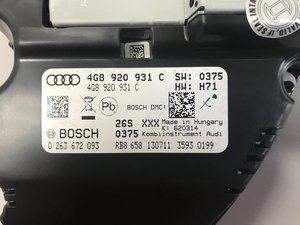 4G8 920 931 C SW: 0375
4G8 920 931 C HW: H71
Pb
BOSCH DMC:
26S XXX Made in Hungary
K: 620314
BOSCH 0375 Kombiinstrument Audi
0 263 672 093 RB8 658 130711 3593 0199